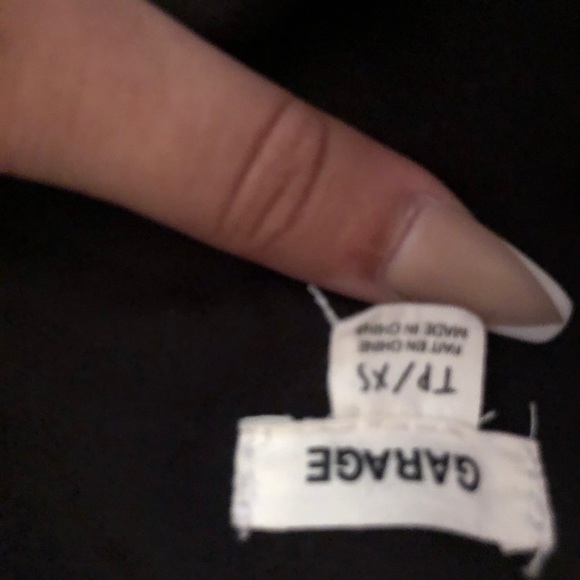 GARAGE
TP/XS
FAIT EN CHINE
MADE IN CHINA